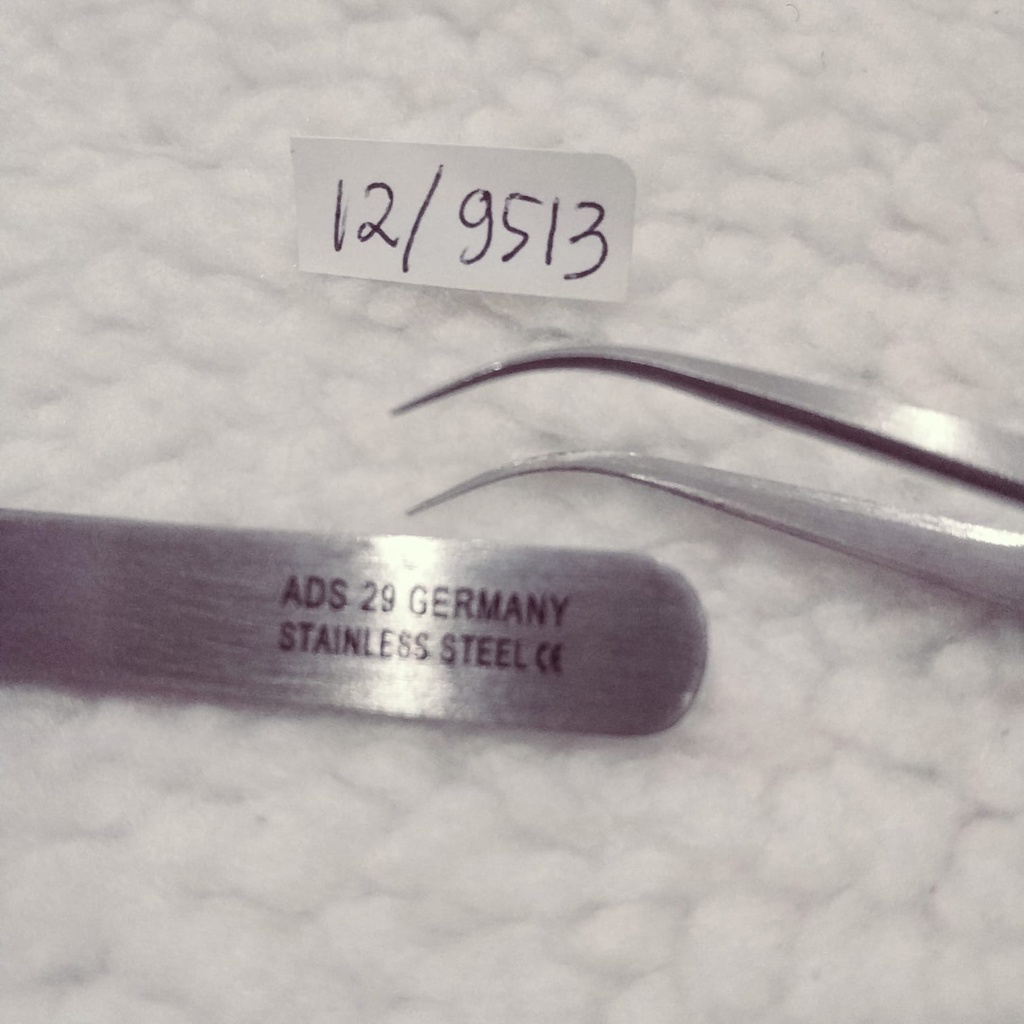 12/9513
ADS 29 GERMANY
STAINLESS STEEL CE